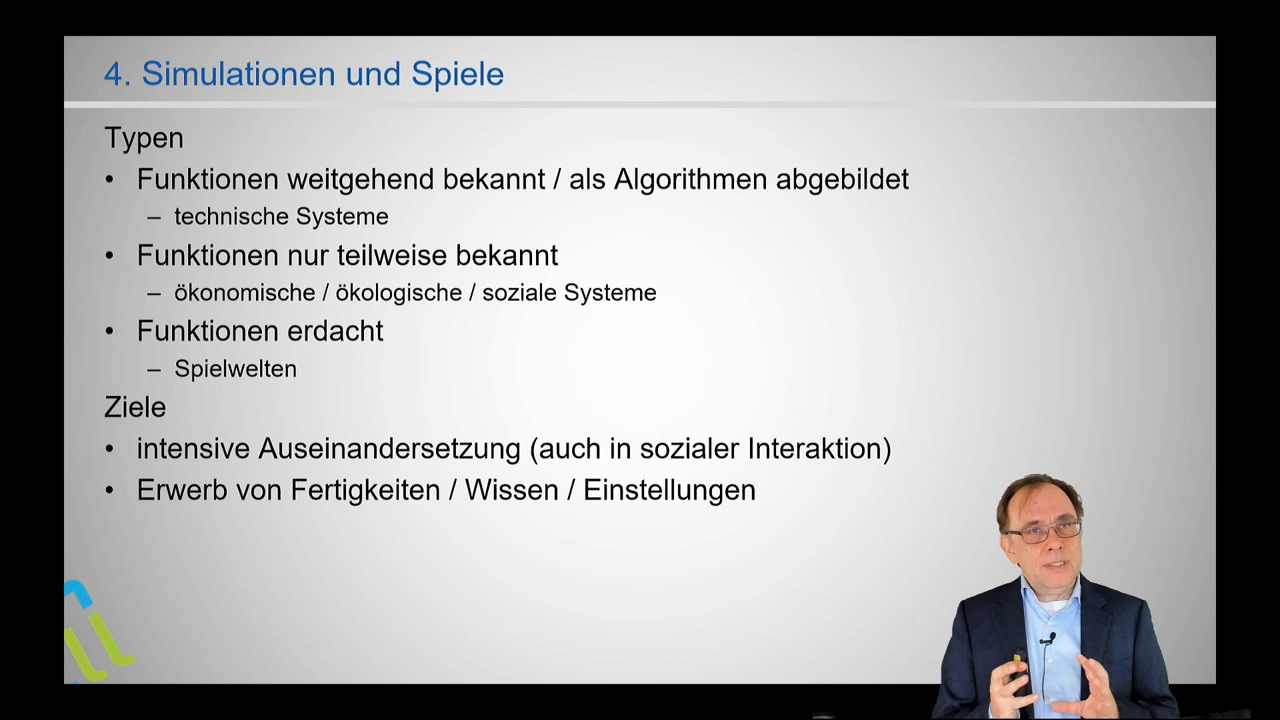 4. Simulationen und Spiele
Typen
• Funktionen weitgehend bekannt / als Algorithmen abgebildet
– technische Systeme
• Funktionen nur teilweise bekannt
– ökonomische / ökologische / soziale Systeme
• Funktionen erdacht
– Spielwelten
Ziele
• intensive Auseinandersetzung (auch in sozialer Interaktion)
• Erwerb von Fertigkeiten / Wissen / Einstellungen